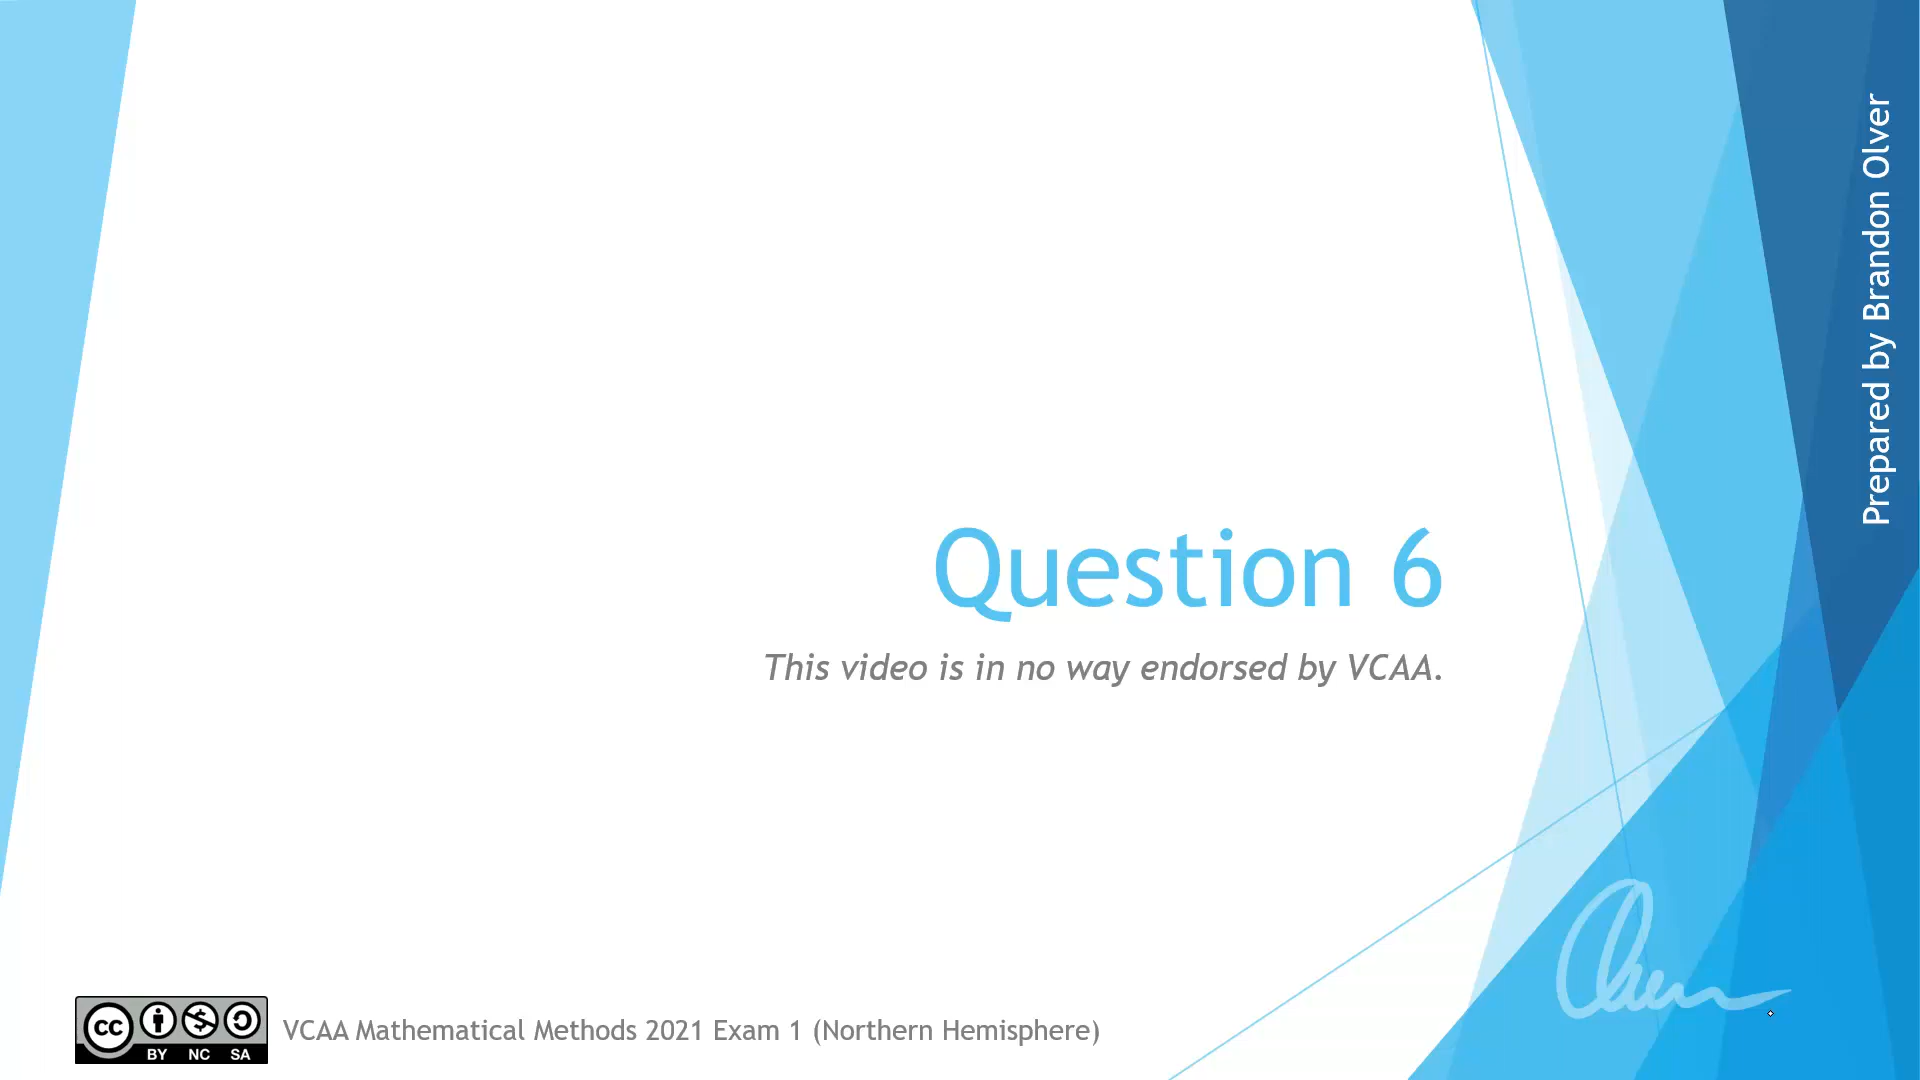 Prepared by Brandon Olver
Question 6
This video is in no way endorsed by VCAA.
cc
BY NC SA
VCAA Mathematical Methods 2021 Exam 1 (Northern Hemisphere)